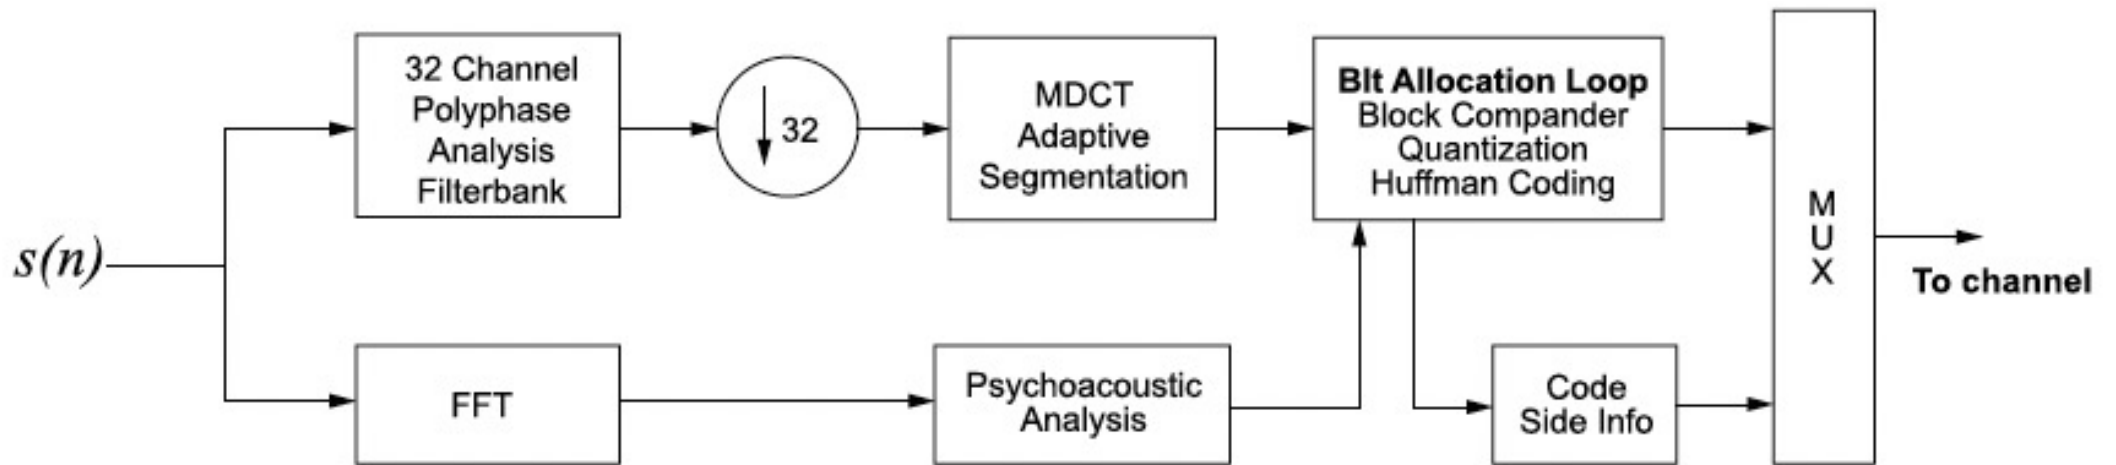 32 Channel
Polyphase
Analysis
Filterbank
32
MDCT
Adaptive
Segmentation
BIt Allocation Loop
Block Compander
Quantization
Huffman Coding
M
U
X
s(n)
To channel
FFT
Psychoacoustic
Analysis
Code
Side Info